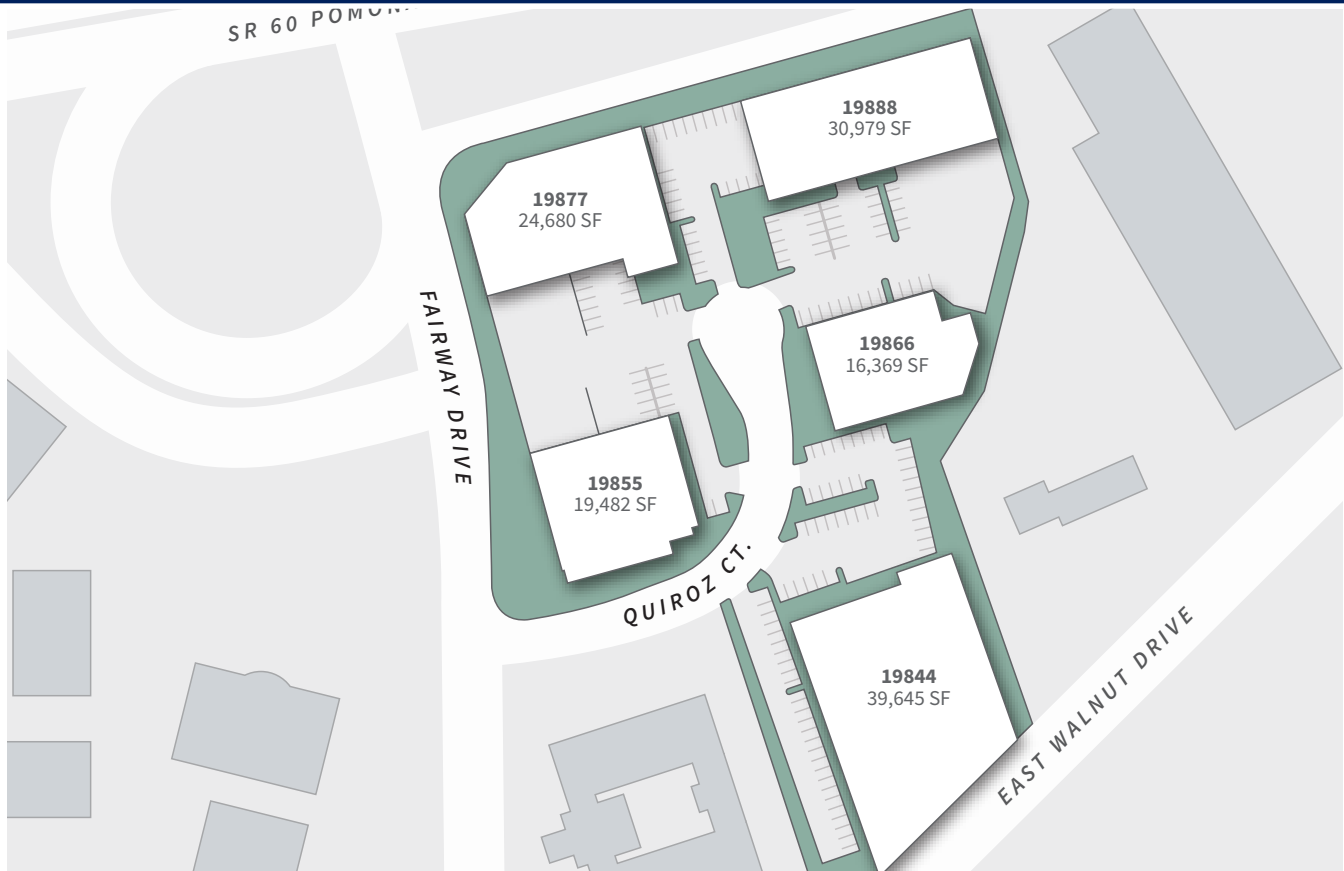 SR 60
19888
30,979 SF
19877
24,680 SF
FAIRWAY DRIVE
19866
16,369 SF
19855
19,482 SF
QUIROZ CT.
19844
39,645 SF
EAST WALNUT DRIVE